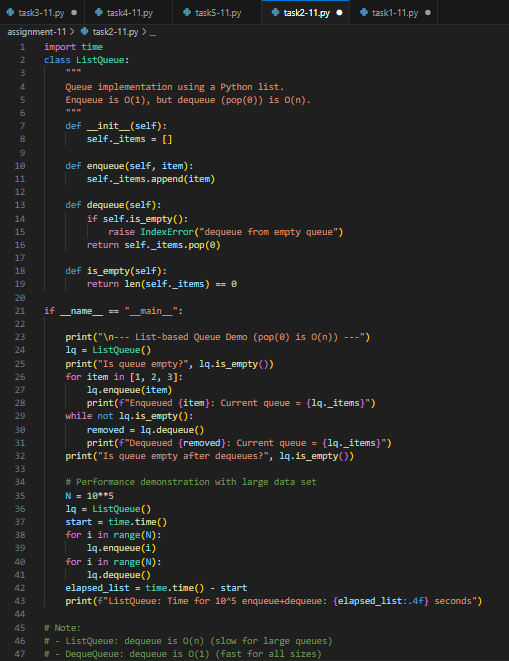 task3-11.py ● task4-11.py task5-11.py task2-11.py ● task1-11.py ●
assignment-11 > task2-11.py > ...
1 import time
2 class ListQueue:
3     """
4     Queue implementation using a Python list.
5     Enqueue is O(1), but dequeue (pop(0)) is O(n).
6     """
7     def __init__(self):
8         self._items = []
9
10     def enqueue(self, item):
11         self._items.append(item)
12
13     def dequeue(self):
14         if self.is_empty():
15             raise IndexError("dequeue from empty queue")
16         return self._items.pop(0)
17
18     def is_empty(self):
19         return len(self._items) == 0
20
21 if __name__ == "__main__":
22
23     print("\n--- List-based Queue Demo (pop(0) is O(n)) ---")
24     lq = ListQueue()
25     print("Is queue empty?", lq.is_empty())
26     for item in [1, 2, 3]:
27         lq.enqueue(item)
28         print(f"Enqueued {item}: Current queue = {lq._items}")
29     while not lq.is_empty():
30         removed = lq.dequeue()
31         print(f"Dequeued {removed}: Current queue = {lq._items}")
32     print("Is queue empty after dequeues?", lq.is_empty())
33
34     # Performance demonstration with large data set
35     N = 10**5
36     lq = ListQueue()
37     start = time.time()
38     for i in range(N):
39         lq.enqueue(i)
40     for i in range(N):
41         lq.dequeue()
42     elapsed_list = time.time() - start
43     print(f"ListQueue: Time for 10^5 enqueue+dequeue: {elapsed_list:.4f} seconds")
44
45 # Note:
46 # - ListQueue: dequeue is O(n) (slow for large queues)
47 # - DequeQueue: dequeue is O(1) (fast for all sizes)